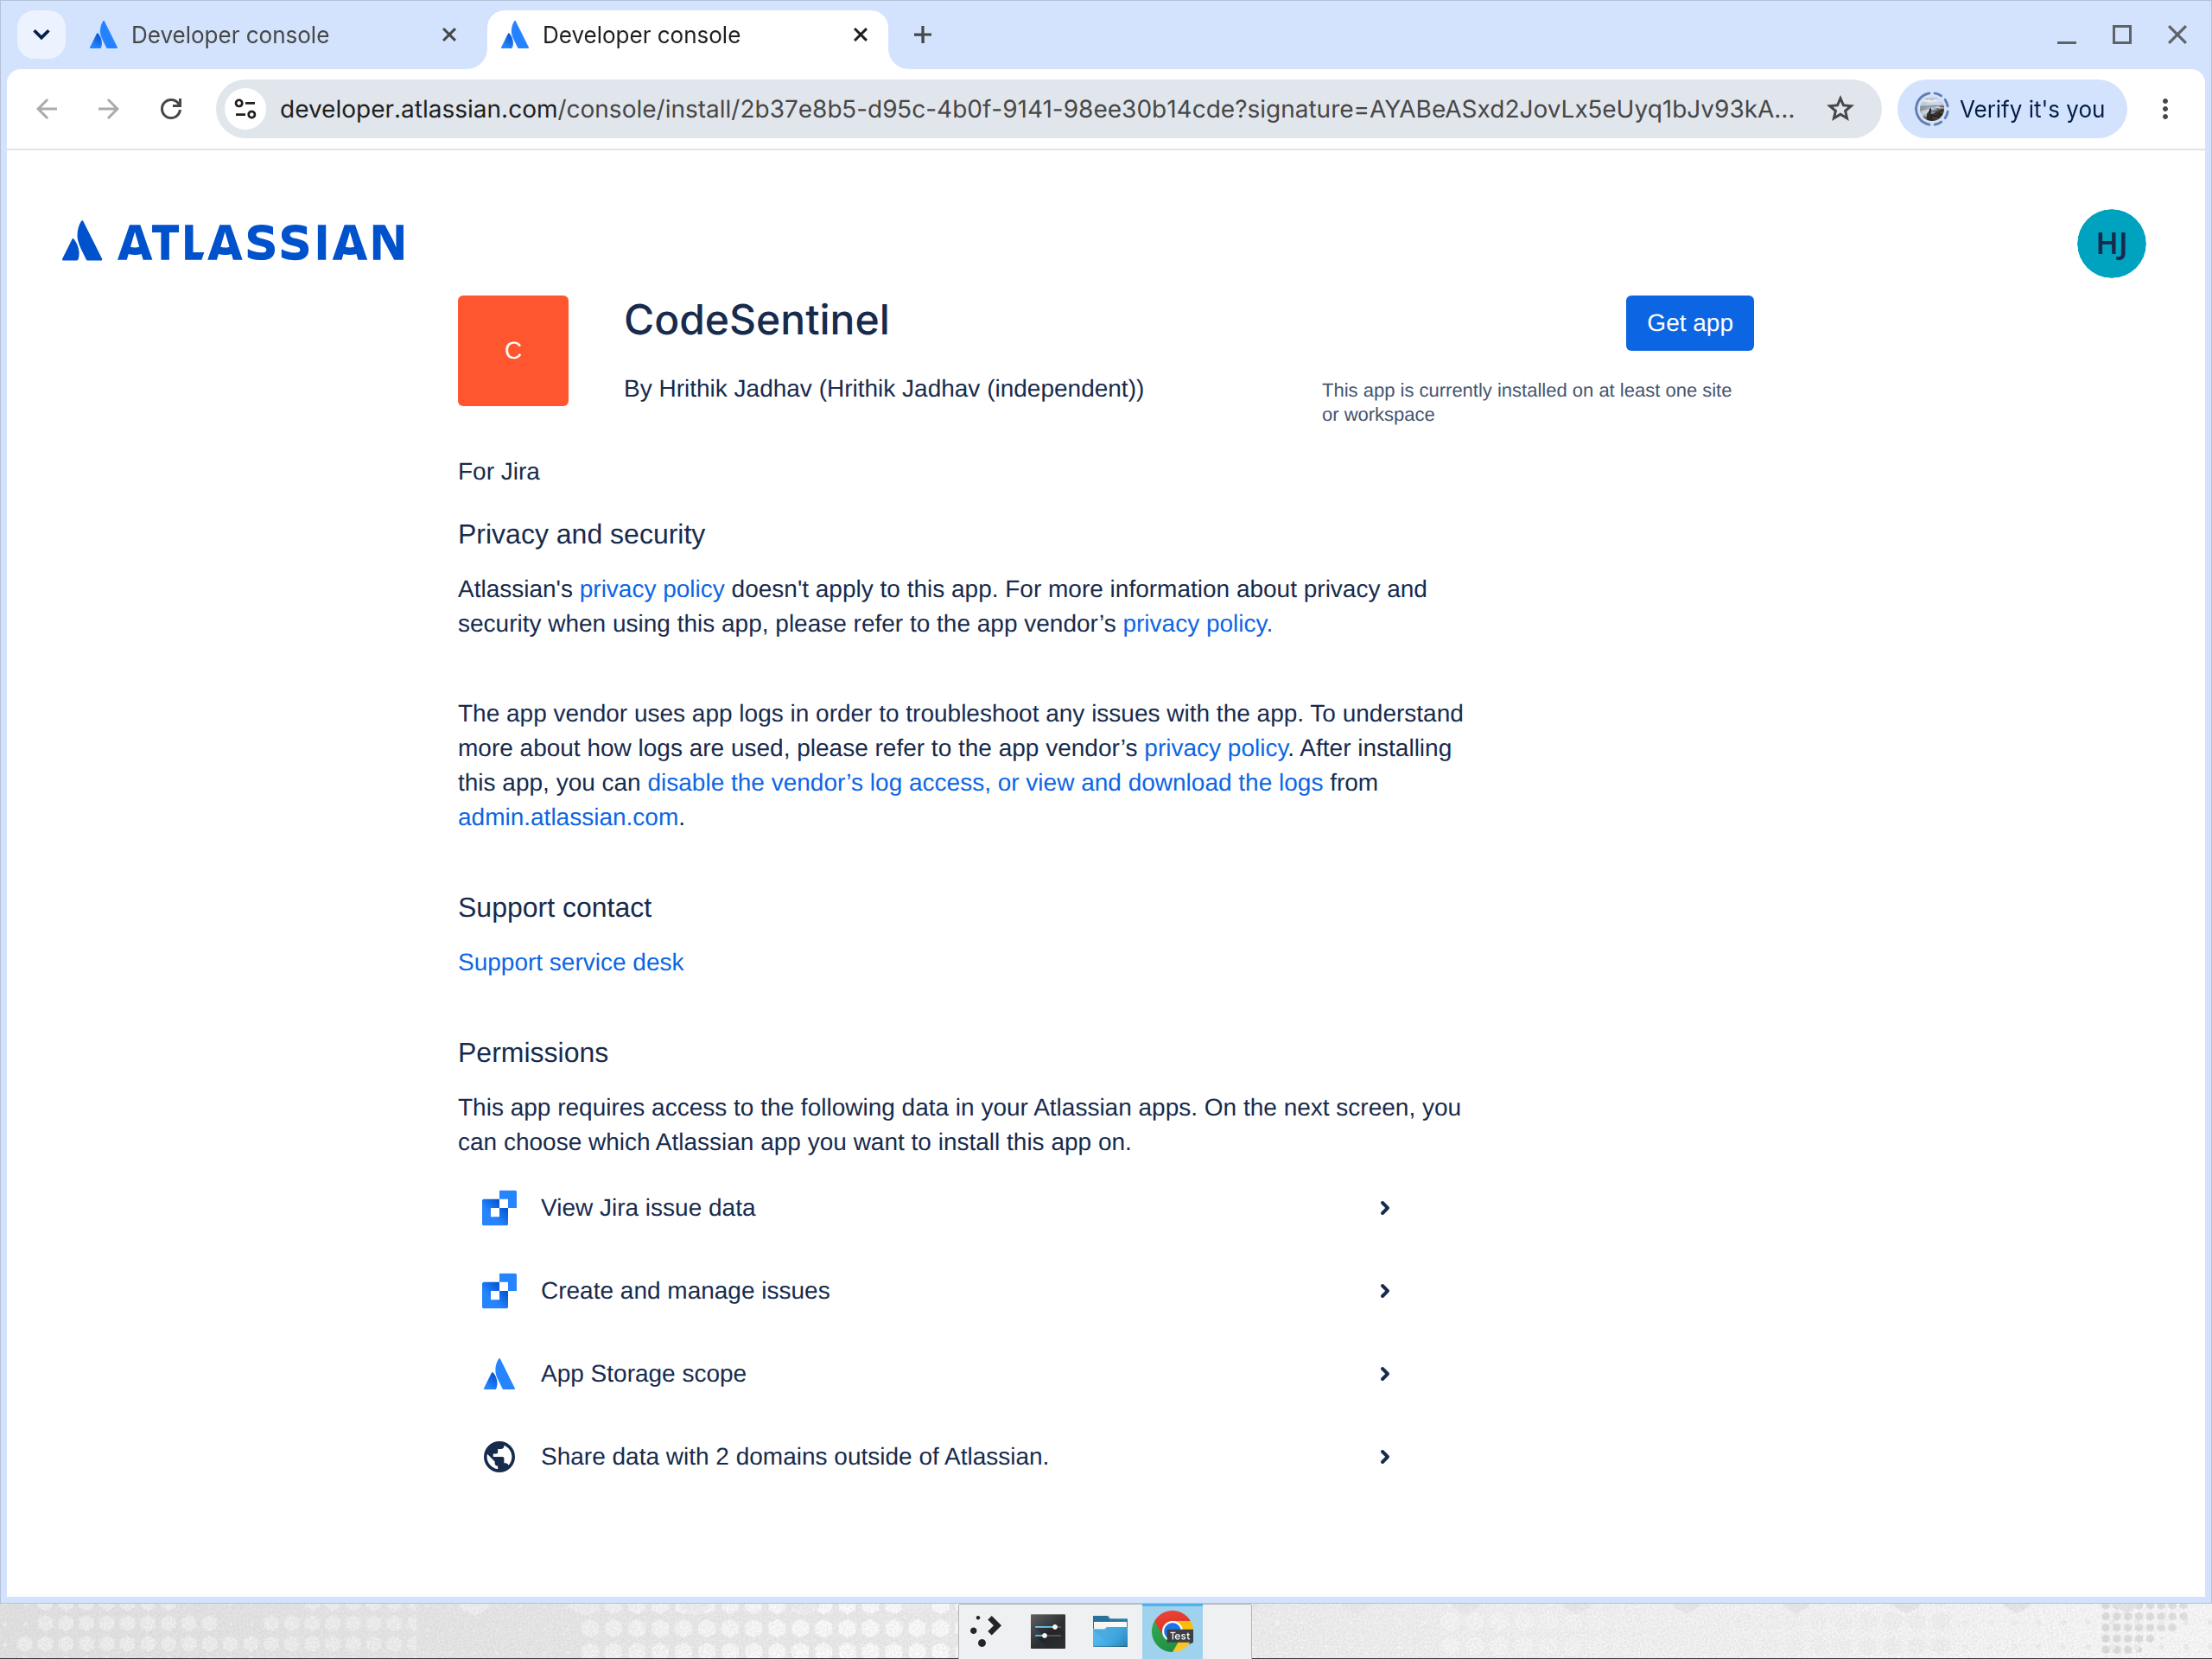 Developer console
Developer console
developer.atlassian.com/console/install/2b37e8b5-d95c-4b0f-9141-98ee30b14cde?signature=AYABeASxd2JovLx5eUyq1bJv93kA...
Verify it's you
ATLASSIAN
HJ
C
CodeSentinel
Get app
By Hrithik Jadhav (Hrithik Jadhav (independent))
This app is currently installed on at least one site
or workspace
For Jira
Privacy and security
Atlassian's privacy policy doesn't apply to this app. For more information about privacy and
security when using this app, please refer to the app vendor’s privacy policy.
The app vendor uses app logs in order to troubleshoot any issues with the app. To understand
more about how logs are used, please refer to the app vendor’s privacy policy. After installing
this app, you can disable the vendor’s log access, or view and download the logs from
admin.atlassian.com.
Support contact
Support service desk
Permissions
This app requires access to the following data in your Atlassian apps. On the next screen, you
can choose which Atlassian app you want to install this app on.
View Jira issue data
Create and manage issues
App Storage scope
Share data with 2 domains outside of Atlassian.
Test